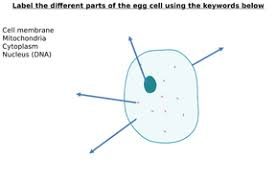 Label the different parts of the egg cell using the keywords below
Cell membrane
Mitochondria
Cytoplasm
Nucleus (DNA)